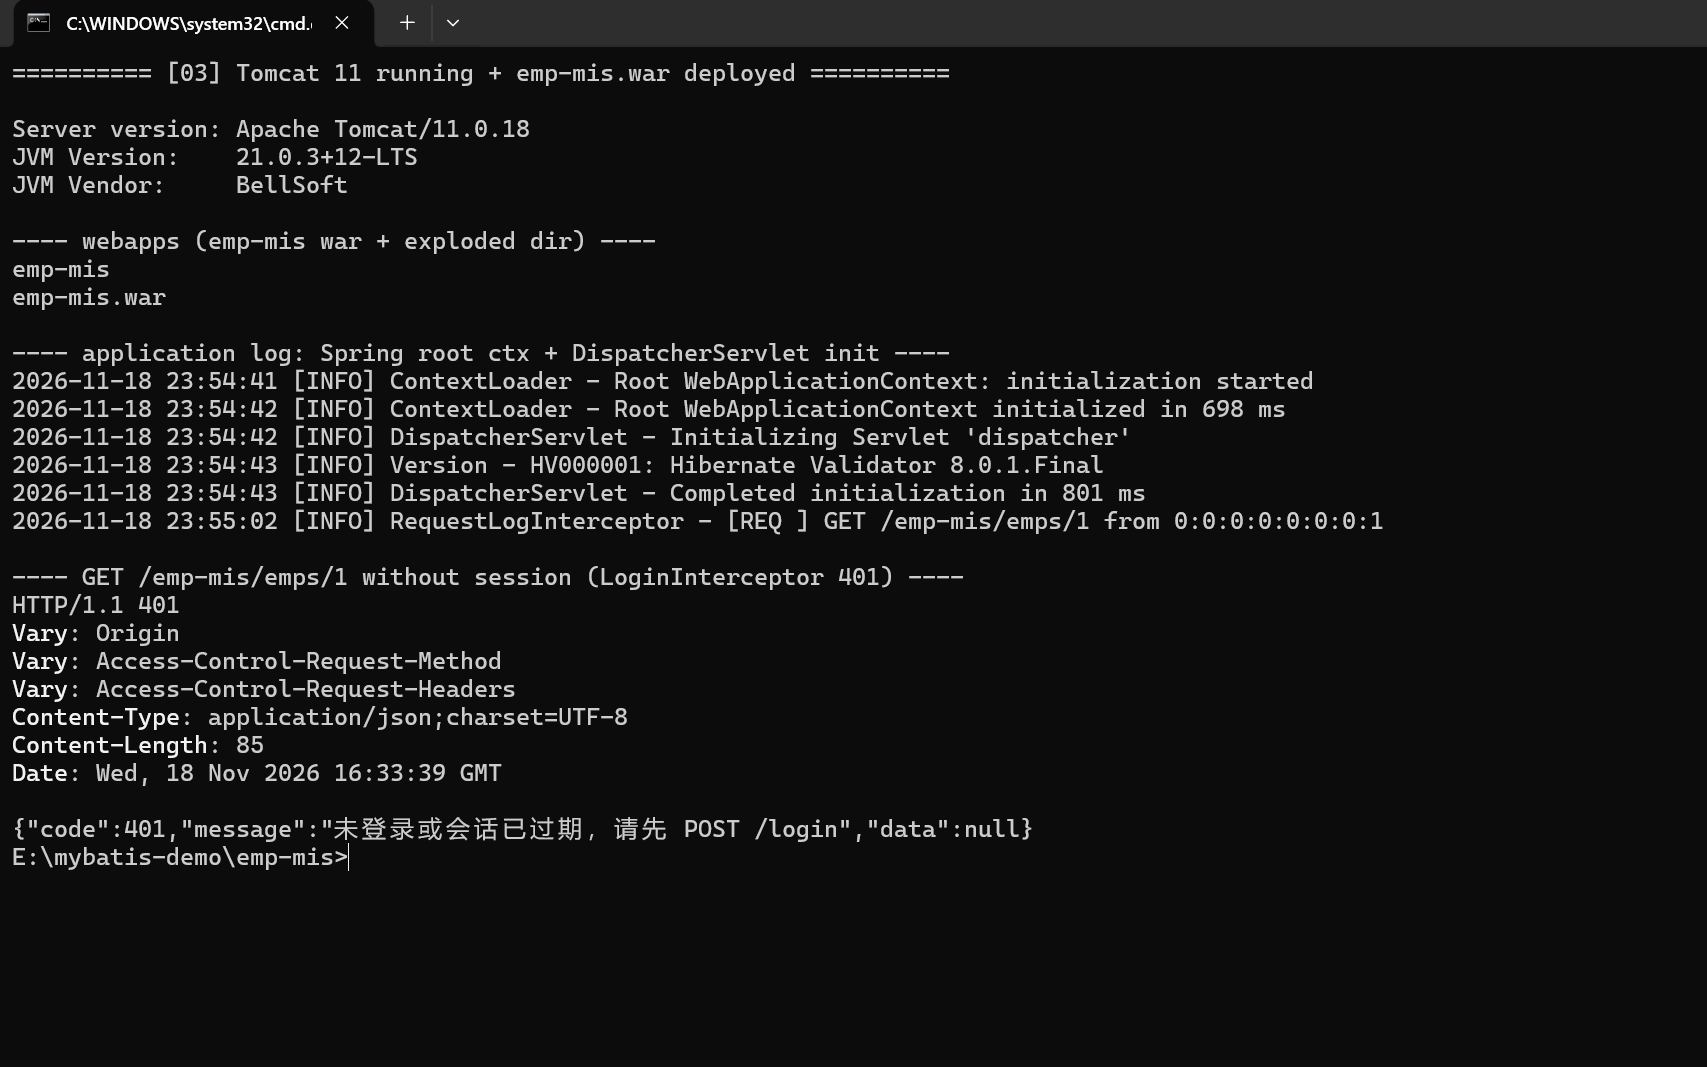 C:\WINDOWS\system32\cmd.
========== [03] Tomcat 11 running + emp-mis.war deployed ==========
Server version: Apache Tomcat/11.0.18
JVM Version:    21.0.3+12-LTS
JVM Vendor:     BellSoft
---- webapps (emp-mis war + exploded dir) ----
emp-mis
emp-mis.war
---- application log: Spring root ctx + DispatcherServlet init ----
2026-11-18 23:54:41 [INFO] ContextLoader - Root WebApplicationContext: initialization started
2026-11-18 23:54:42 [INFO] ContextLoader - Root WebApplicationContext initialized in 698 ms
2026-11-18 23:54:42 [INFO] DispatcherServlet - Initializing Servlet 'dispatcher'
2026-11-18 23:54:43 [INFO] Version - HV000001: Hibernate Validator 8.0.1.Final
2026-11-18 23:54:43 [INFO] DispatcherServlet - Completed initialization in 801 ms
2026-11-18 23:55:02 [INFO] RequestLogInterceptor - [REQ ] GET /emp-mis/emps/1 from 0:0:0:0:0:0:0:1
---- GET /emp-mis/emps/1 without session (LoginInterceptor 401) ----
HTTP/1.1 401
Vary: Origin
Vary: Access-Control-Request-Method
Vary: Access-Control-Request-Headers
Content-Type: application/json;charset=UTF-8
Content-Length: 85
Date: Wed, 18 Nov 2026 16:33:39 GMT
{"code":401,"message":"未登录或会话已过期，请先 POST /login","data":null}
E:\mybatis-demo\emp-mis>